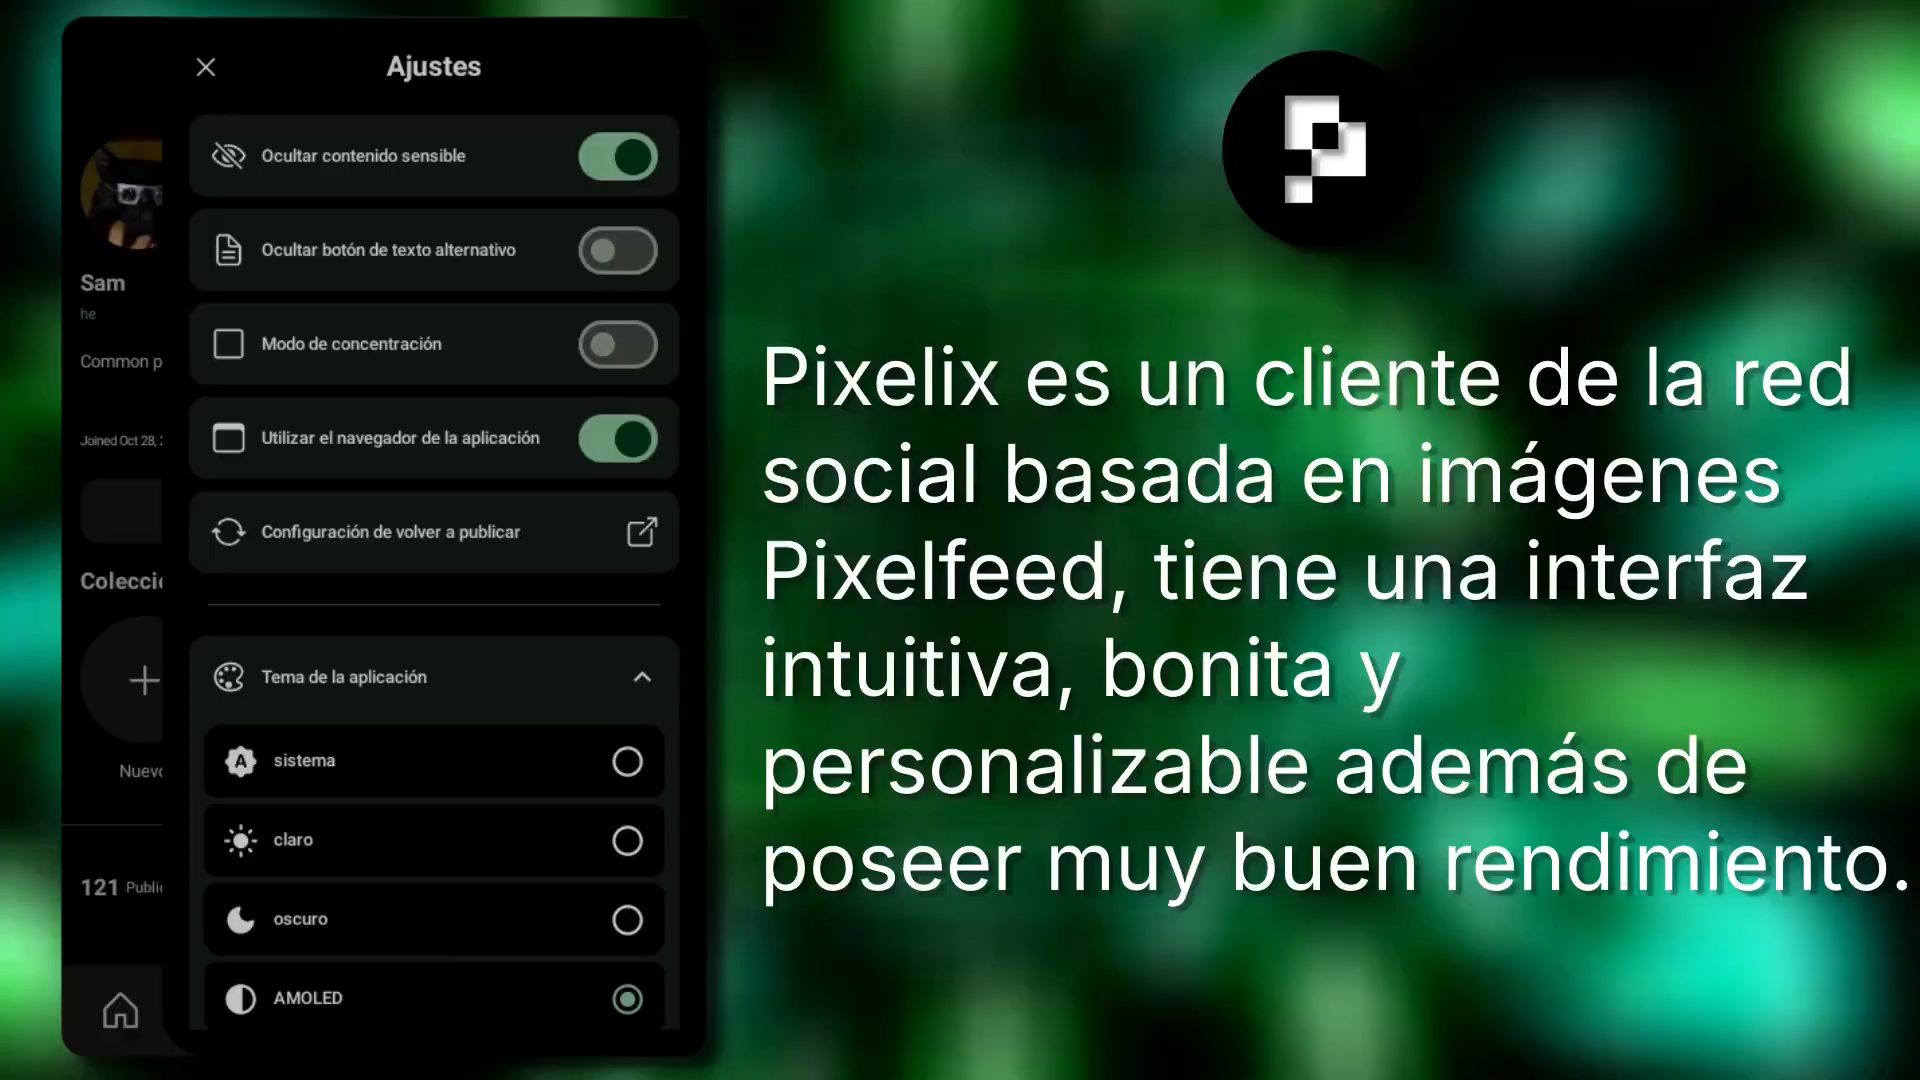 Ajustes
Ocultar contenido sensible
Ocultar botón de texto alternativo
Modo de concentración
Utilizar el navegador de la aplicación
Configuración de volver a publicar
Tema de la aplicación
sistema
claro
oscuro
AMOLED
Sam
he
Common p
Joined Oct 28,
Colecci
Nuevo
121 Public
Pixelix es un cliente de la red
social basada en imágenes
Pixelfeed, tiene una interfaz
intuitiva, bonita y
personalizable además de
poseer muy buen rendimiento.